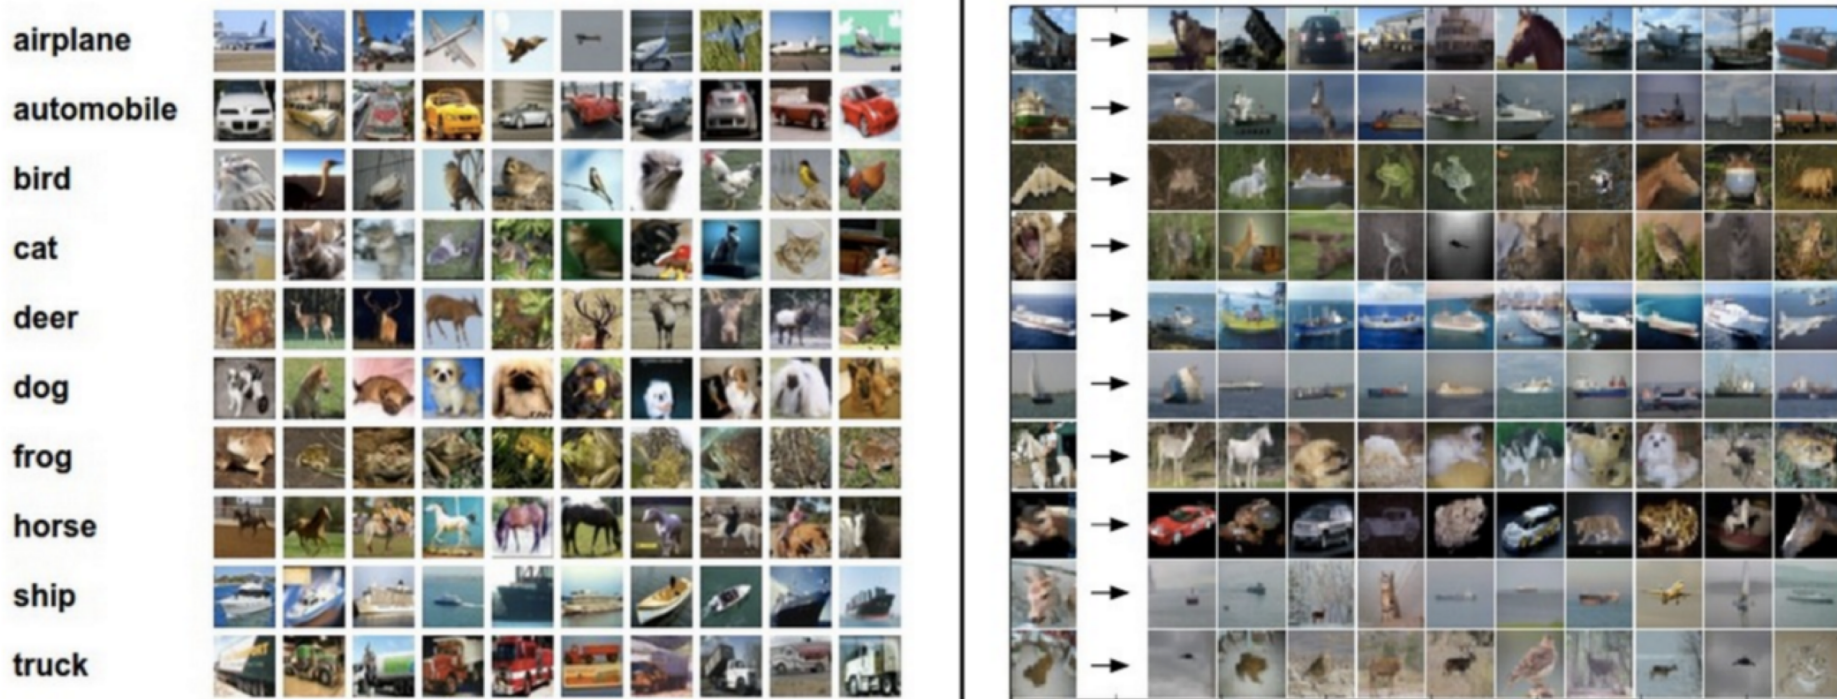 airplane
automobile
bird
cat
deer
dog
frog
horse
ship
truck